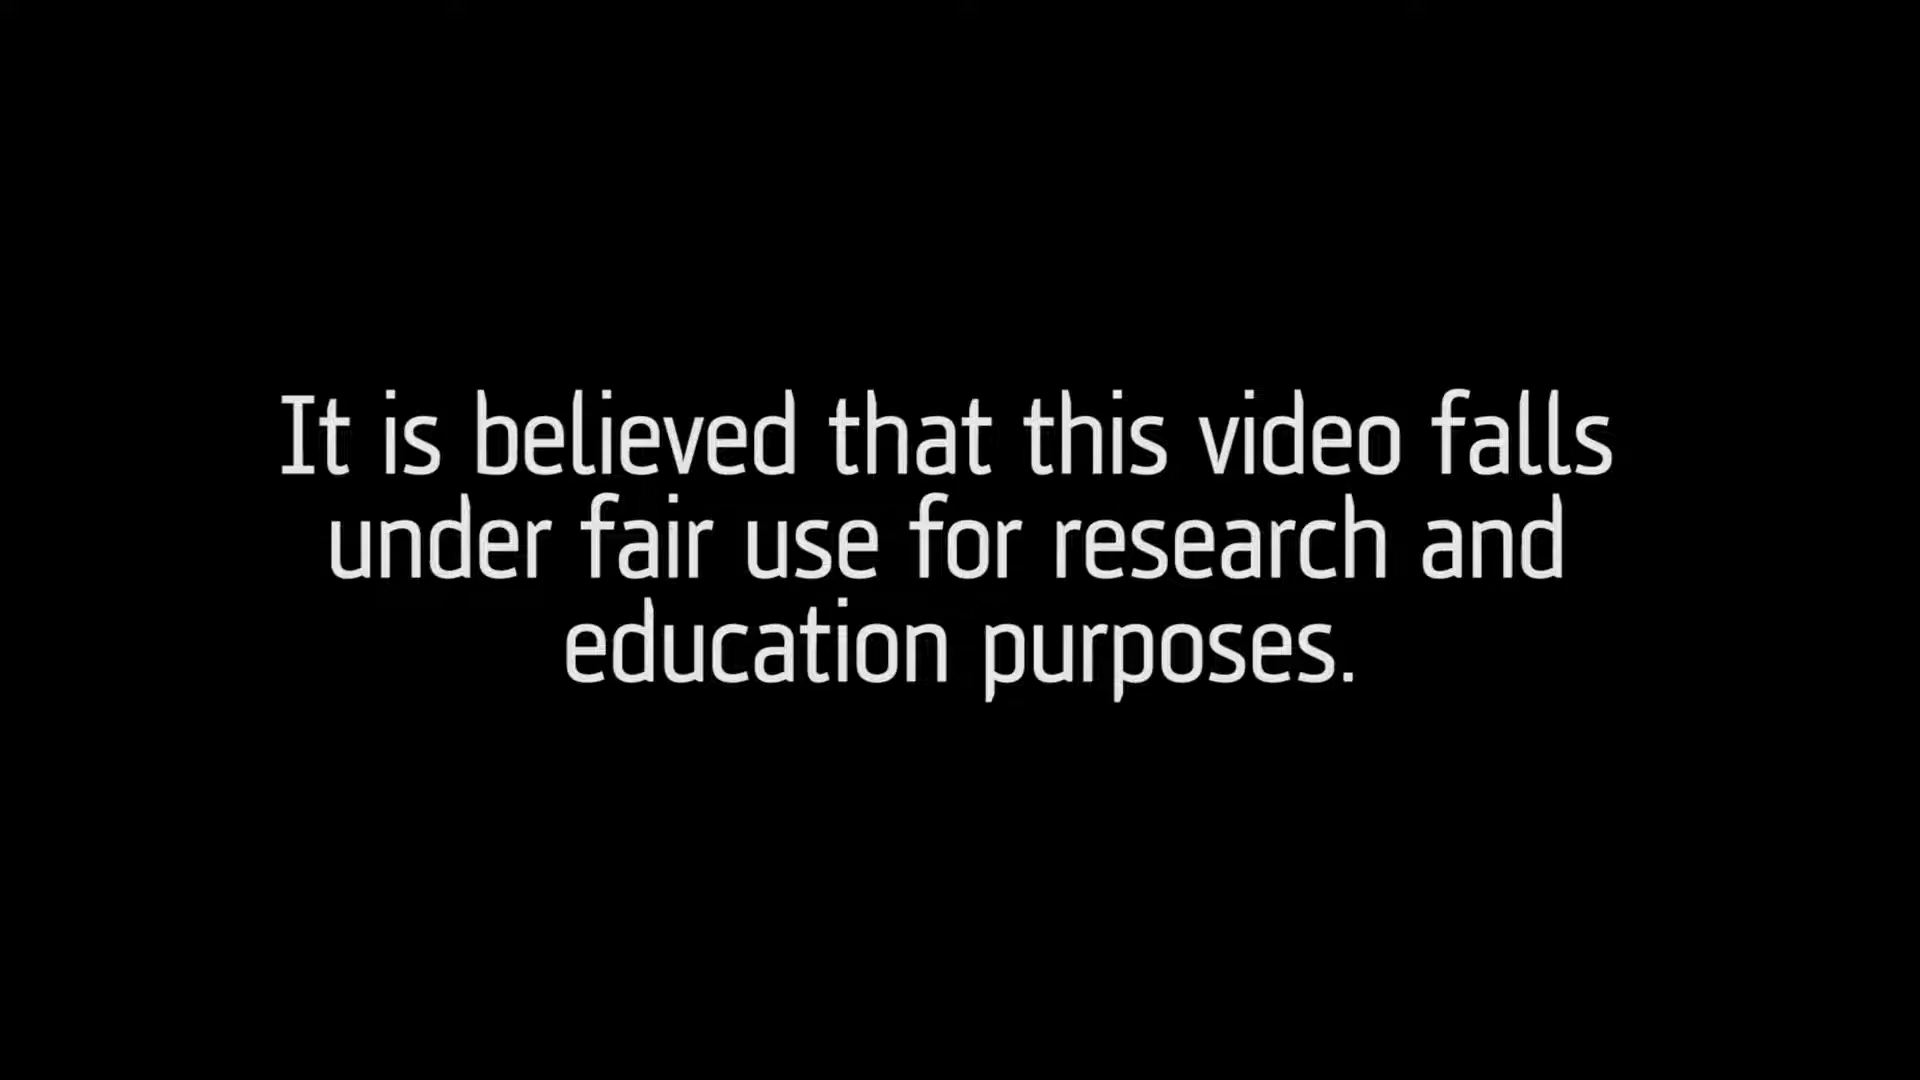 It is believed that this video falls
under fair use for research and
education purposes.